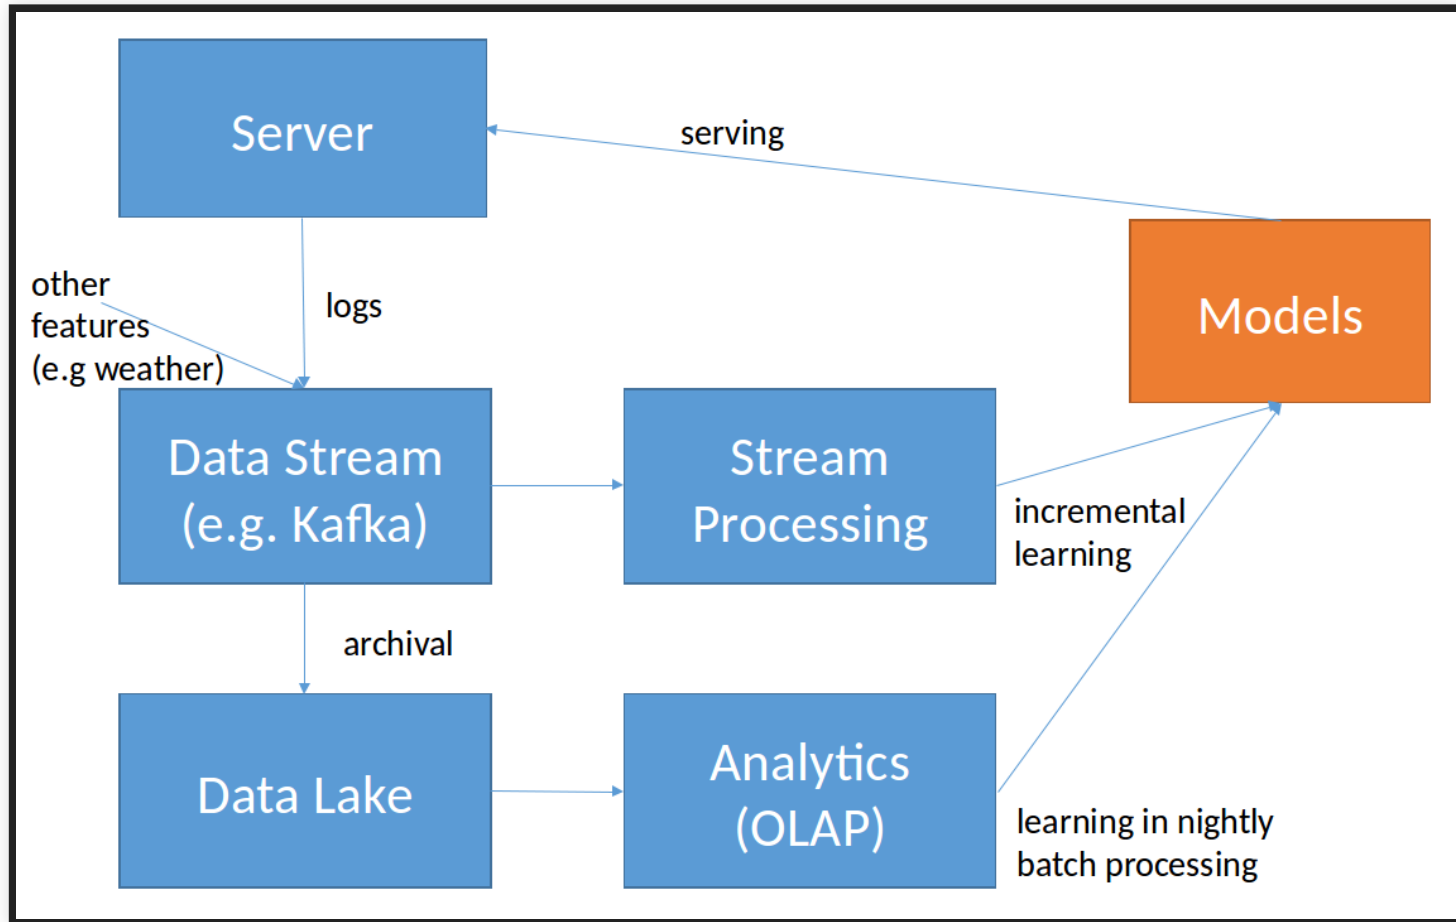 Server
serving
other
features
(e.g weather)
logs
Models
Data Stream
(e.g. Kafka)
Stream
Processing
incremental
learning
archival
Data Lake
Analytics
(OLAP)
learning in nightly
batch processing